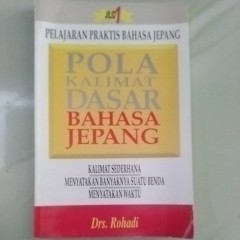 PELAJARAN PRAKTIS BAHASA JEPANG
POLA
KALIMAT
DASAR
BAHASA
JEPANG
KALIMAT SEDERHANA
MENYATAKAN BANYAKNYA SUATU BENDA
MENYATAKAN WAKTU
Drs. Rohadi